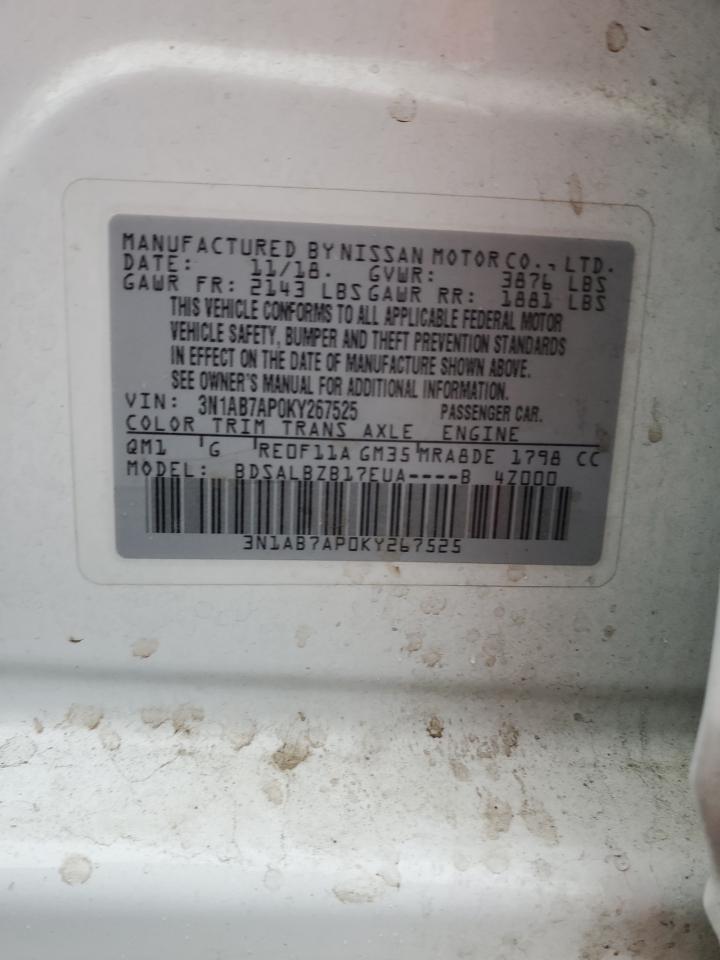 MANUFACTURED BY NISSAN MOTOR CO., LTD.
DATE: 11/18. GVWR: 3876 LBS
GAWR FR: 2143 LBS GAWR RR: 1881 LBS
THIS VEHICLE CONFORMS TO ALL APPLICABLE FEDERAL MOTOR
VEHICLE SAFETY, BUMPER AND THEFT PREVENTION STANDARDS
IN EFFECT ON THE DATE OF MANUFACTURE SHOWN ABOVE.
SEE OWNER'S MANUAL FOR ADDITIONAL INFORMATION.
VIN: 3N1AB7AP0KY267525 PASSENGER CAR.
COLOR TRIM TRANS AXLE ENGINE
QM1 G RE0F11A GM35 MRA8DE 1798 CC
MODEL: BDSALBZB17EUA----B 4Z000
3N1AB7AP0KY267525